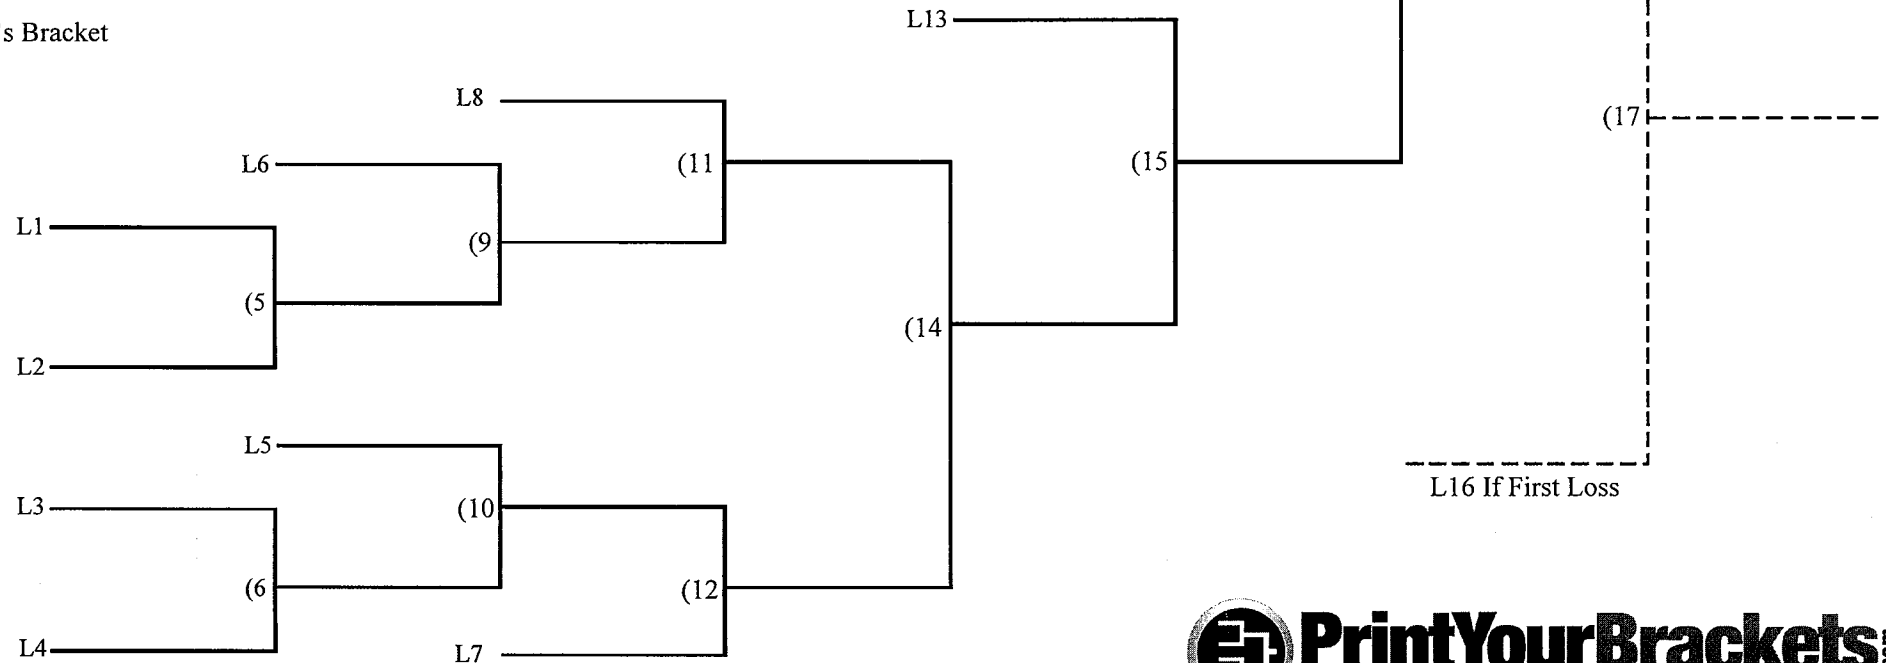 L13
's Bracket
L8
(17
L6
(11
(15
L1
(9
(5
(14
L2
L5
L16 If First Loss
L3
(10
(6
(12
PrintYourBrackets
L4
L7